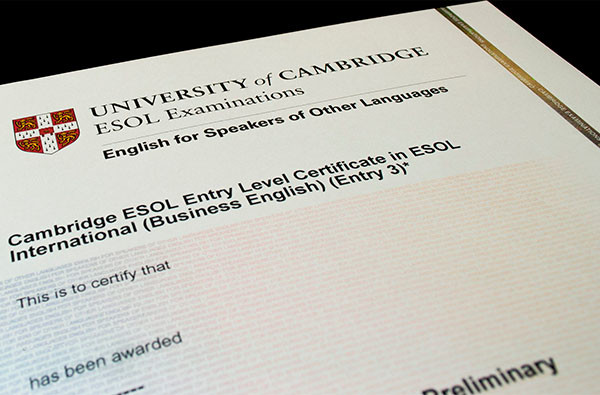 UNIVERSITY of CAMBRIDGE
ESOL Examinations
English for Speakers of Other Languages
Cambridge ESOL Entry Level Certificate in ESOL
International (Business English) (Entry 3)*
This is to certify that
has been awarded
Preliminary